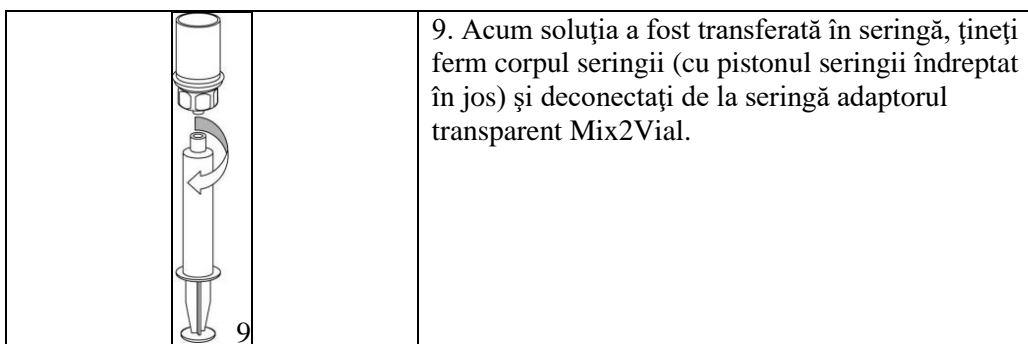 9. Acum soluţia a fost transferată în seringă, ţineţi
ferm corpul seringii (cu pistonul seringii îndreptat
în jos) şi deconectaţi de la seringă adaptorul
transparent Mix2Vial.
9